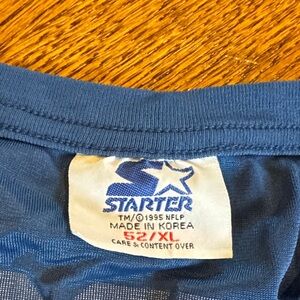 STARTER
TM/©1995 NFLP
MADE IN KOREA
52/XL
CARE & CONTENT OVER